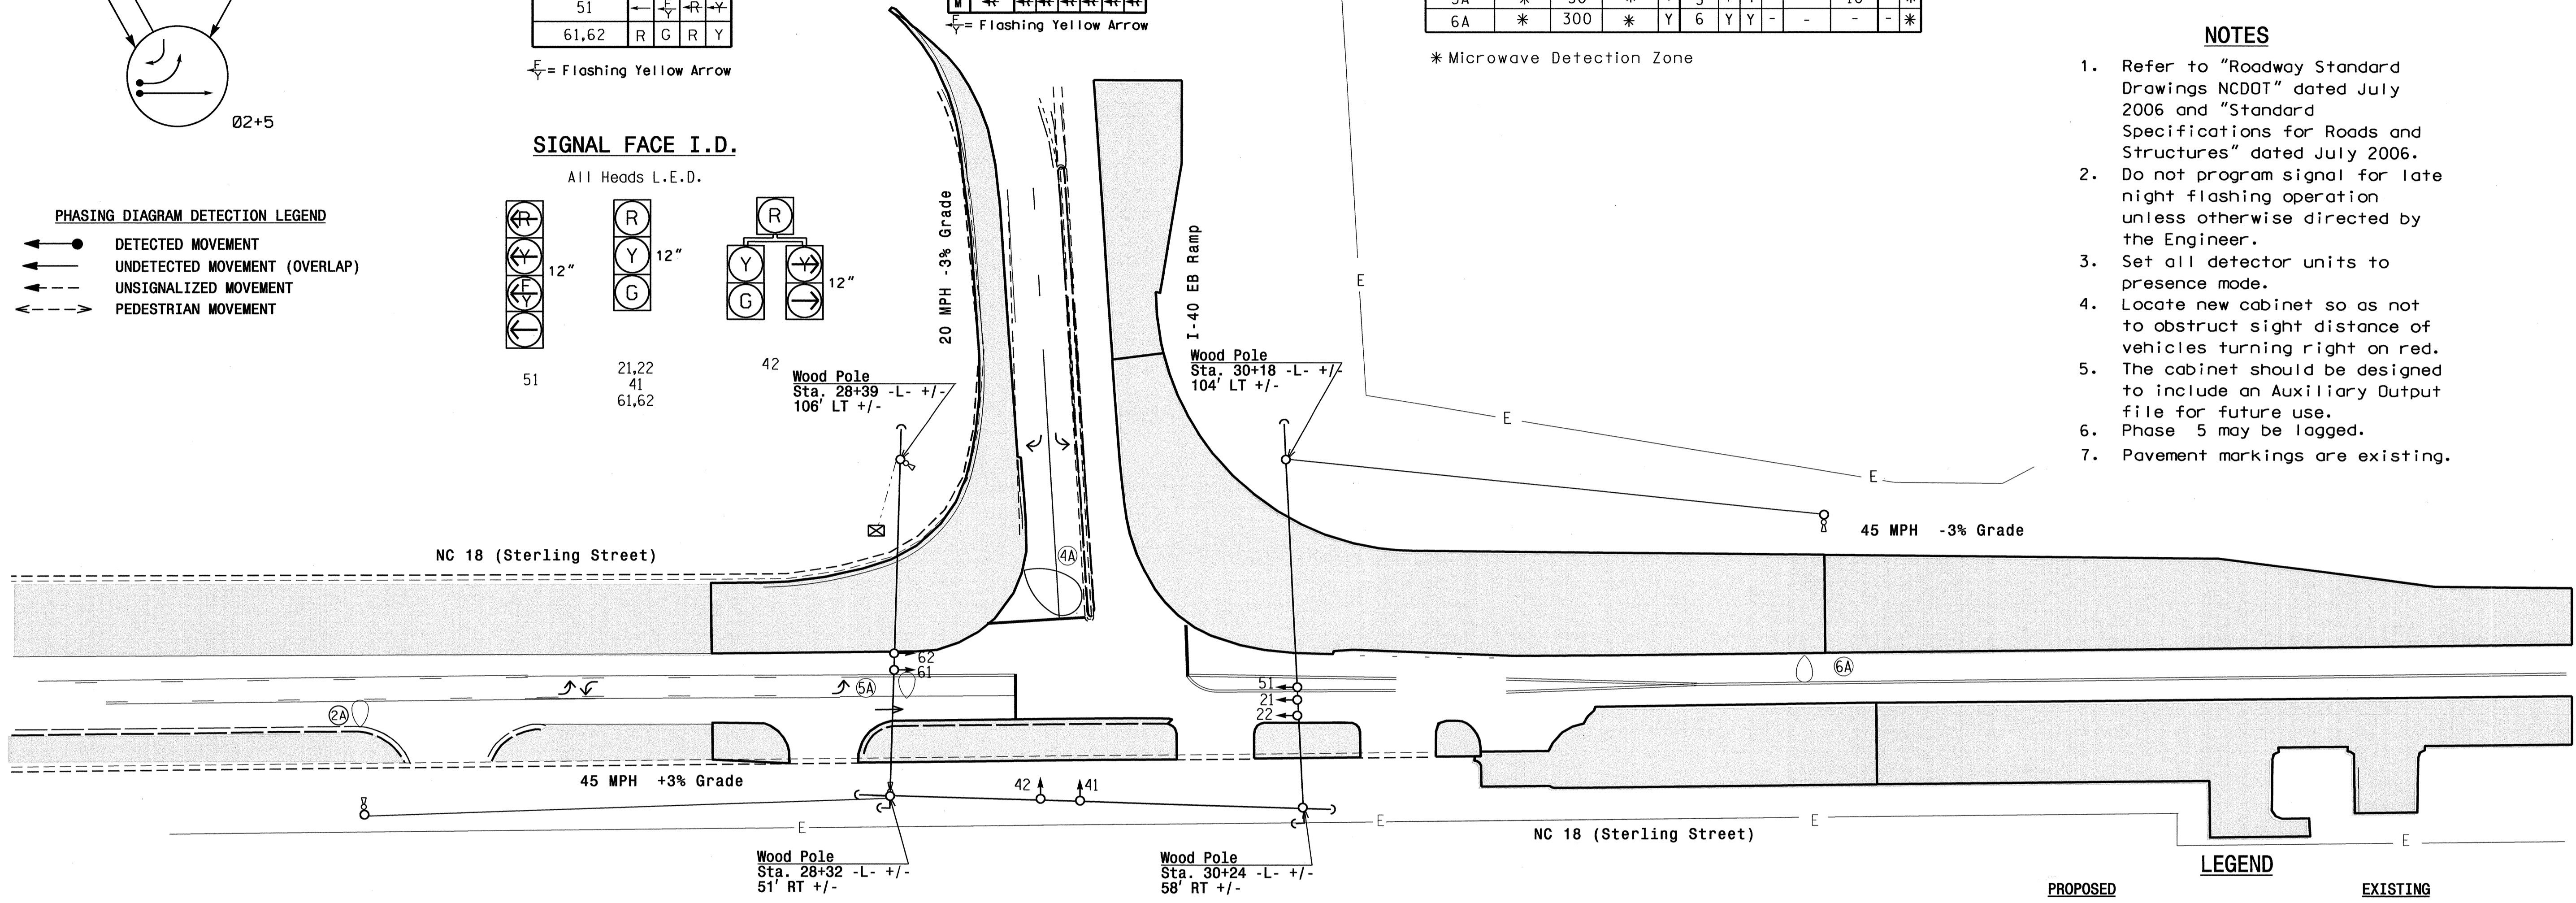 51 ← F/Y ←R ←Y
61,62 R G R Y
F/Y = Flashing Yellow Arrow
M
F/Y = Flashing Yellow Arrow
6A * 300 * Y 6 Y Y - - - - *
* Microwave Detection Zone
Ø2+5
PHASING DIAGRAM DETECTION LEGEND
DETECTED MOVEMENT
UNDETECTED MOVEMENT (OVERLAP)
UNSIGNALIZED MOVEMENT
PEDESTRIAN MOVEMENT
SIGNAL FACE I.D.
All Heads L.E.D.
R
Y
F
Y
12"
51
R
Y
G
12"
21,22
41
61,62
R
Y Y
G
12"
42
20 MPH -3% Grade
I-40 EB Ramp
Wood Pole
Sta. 28+39 -L- +/-
106' LT +/-
Wood Pole
Sta. 30+18 -L- +/-
104' LT +/-
NOTES
1. Refer to "Roadway Standard
Drawings NCDOT" dated July
2006 and "Standard
Specifications for Roads and
Structures" dated July 2006.
2. Do not program signal for late
night flashing operation
unless otherwise directed by
the Engineer.
3. Set all detector units to
presence mode.
4. Locate new cabinet so as not
to obstruct sight distance of
vehicles turning right on red.
5. The cabinet should be designed
to include an Auxiliary Output
file for future use.
6. Phase 5 may be lagged.
7. Pavement markings are existing.
E
E
E
45 MPH -3% Grade
NC 18 (Sterling Street)
4A
62
61
5A
2A
51
21
22
6A
45 MPH +3% Grade
42
41
E
E
E
E
NC 18 (Sterling Street)
Wood Pole
Sta. 28+32 -L- +/-
51' RT +/-
Wood Pole
Sta. 30+24 -L- +/-
58' RT +/-
LEGEND
PROPOSED EXISTING